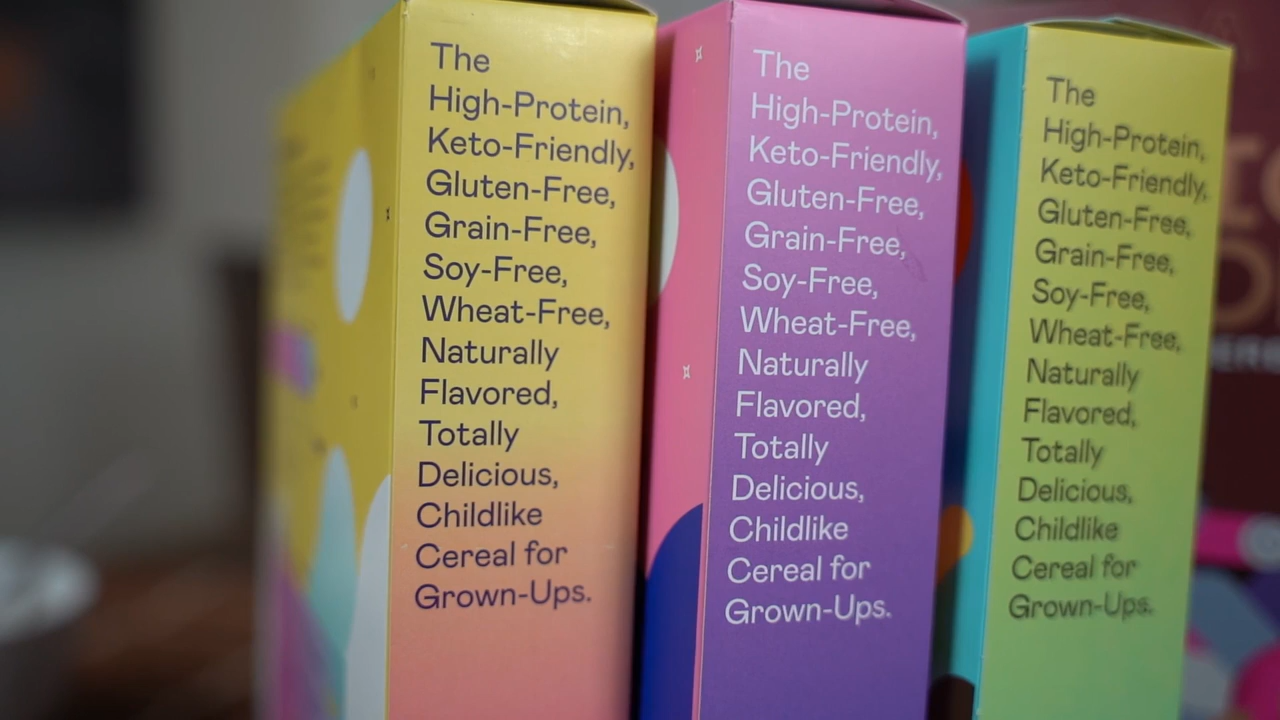 The
High-Protein,
Keto-Friendly,
Gluten-Free,
Grain-Free,
Soy-Free,
Wheat-Free,
Naturally
Flavored,
Totally
Delicious,
Childlike
Cereal for
Grown-Ups.
The
High-Protein,
Keto-Friendly,
Gluten-Free,
Grain-Free,
Soy-Free,
Wheat-Free,
Naturally
Flavored,
Totally
Delicious,
Childlike
Cereal for
Grown-Ups.
The
High-Protein,
Keto-Friendly,
Gluten-Free,
Grain-Free,
Soy-Free,
Wheat-Free,
Naturally
Flavored,
Totally
Delicious,
Childlike
Cereal for
Grown-Ups.